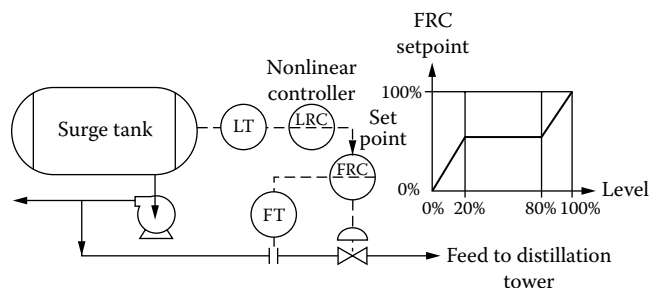 FRC
setpoint
Nonlinear
controller
100%
Set
point
Surge tank
LT
LRC
FRC
FT
0%
Level
0%
20%
80%
100%
Feed to distillation
tower